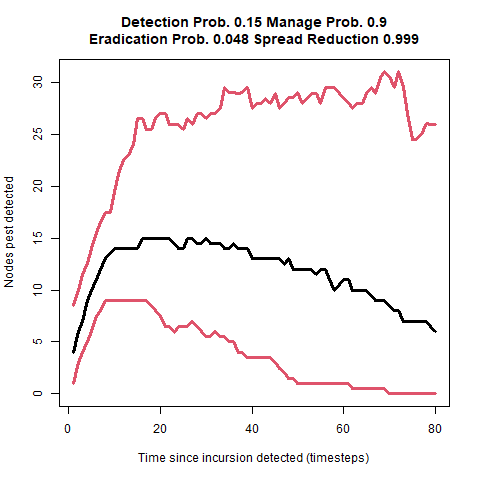 Detection Prob. 0.15 Manage Prob. 0.9
Eradication Prob. 0.048 Spread Reduction 0.999
Nodes pest detected
30
25
20
15
10
5
0
0 20 40 60 80
Time since incursion detected (timesteps)